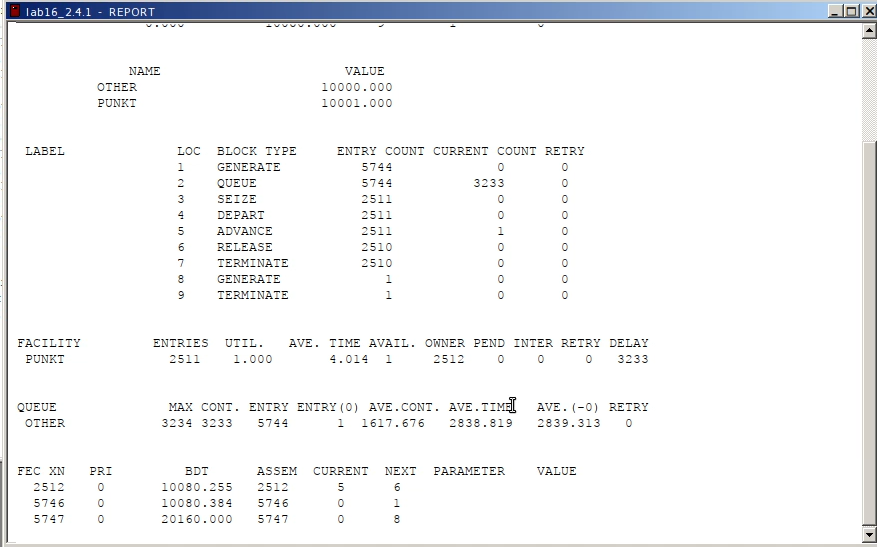 lab16_2.4.1 - REPORT
NAME VALUE
OTHER 10000.000
PUNKT 10001.000
LABEL LOC BLOCK TYPE ENTRY COUNT CURRENT COUNT RETRY
1 GENERATE 5744 0 0
2 QUEUE 5744 3233 0
3 SEIZE 2511 0 0
4 DEPART 2511 0 0
5 ADVANCE 2511 1 0
6 RELEASE 2510 0 0
7 TERMINATE 2510 0 0
8 GENERATE 1 0 0
9 TERMINATE 1 0 0
FACILITY ENTRIES UTIL. AVE. TIME AVAIL. OWNER PEND INTER RETRY DELAY
PUNKT 2511 1.000 4.014 1 2512 0 0 0 3233
QUEUE MAX CONT. ENTRY ENTRY(0) AVE.CONT. AVE.TIME AVE.(-0) RETRY
OTHER 3234 3233 5744 1 1617.676 2838.819 2839.313 0
FEC XN PRI BDT ASSEM CURRENT NEXT PARAMETER VALUE
2512 0 10080.255 2512 5 6
5746 0 10080.384 5746 0 1
5747 0 20160.000 5747 0 8